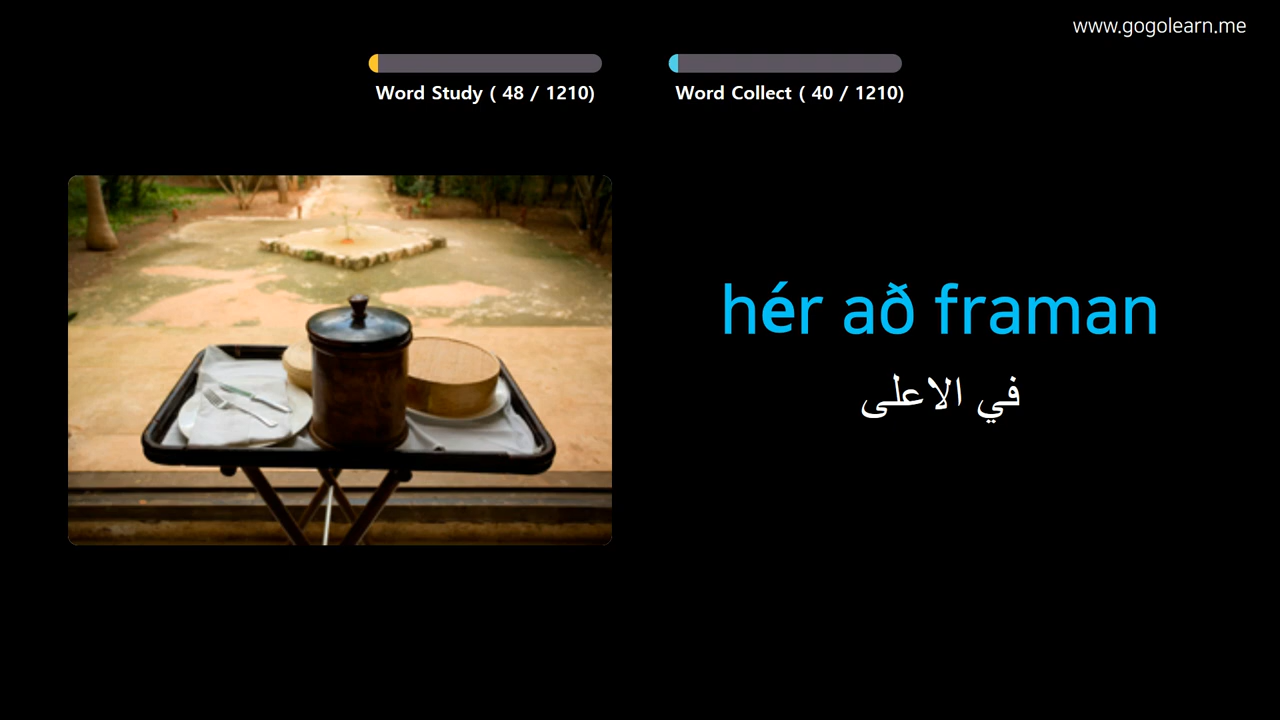 www.gogolearn.me
Word Study ( 48 / 1210)
Word Collect ( 40 / 1210)
hér að framan
في الاعلى